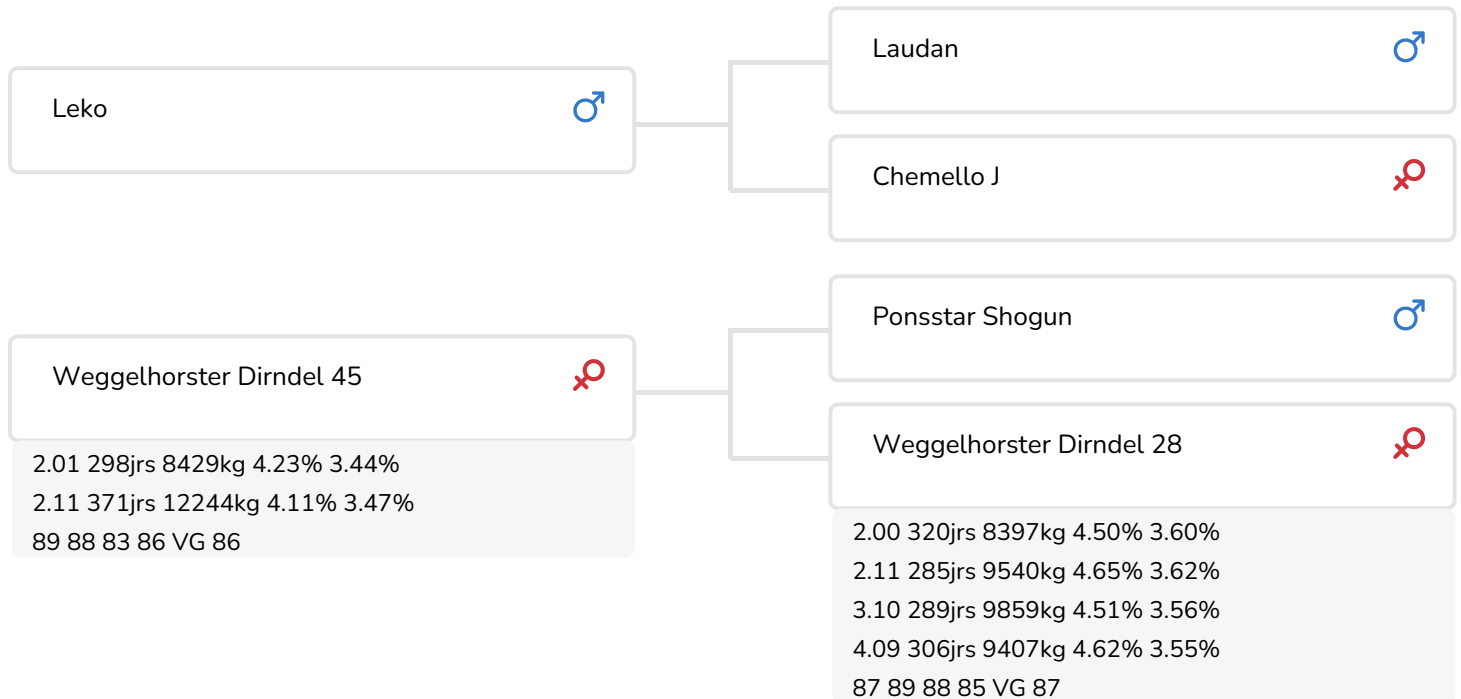 Leko
Laudan
Chemello J
Weggelhorster Dirndel 45
2.01 298jrs 8429kg 4.23% 3.44%
2.11 371jrs 12244kg 4.11% 3.47%
89 88 83 86 VG 86
Ponsstar Shogun
Weggelhorster Dirndel 28
2.00 320jrs 8397kg 4.50% 3.60%
2.11 285jrs 9540kg 4.65% 3.62%
3.10 289jrs 9859kg 4.51% 3.56%
4.09 306jrs 9407kg 4.62% 3.55%
87 89 88 85 VG 87